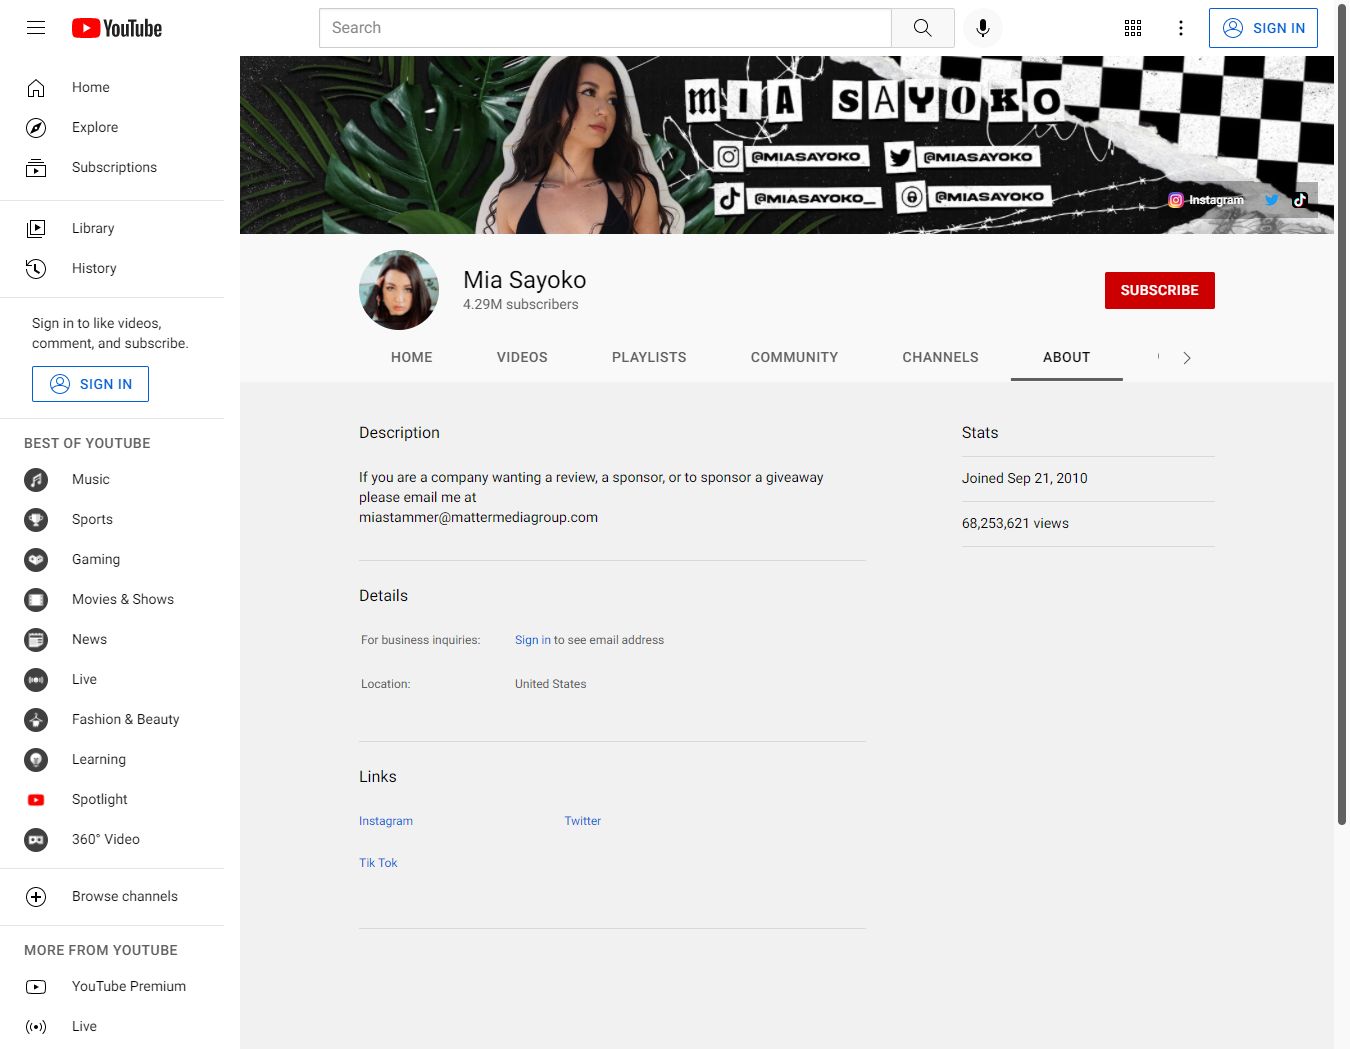 YouTube
Search
SIGN IN
Home
Explore
Subscriptions
Library
History
Sign in to like videos,
comment, and subscribe.
SIGN IN
BEST OF YOUTUBE
Music
Sports
Gaming
Movies & Shows
News
Live
Fashion & Beauty
Learning
Spotlight
360° Video
Browse channels
MORE FROM YOUTUBE
YouTube Premium
Live
MIA SAYOKO
@MIASAYOKO
@MIASAYOKO
@MIASAYOKO_
@MIASAYOKO
Instagram
Mia Sayoko
4.29M subscribers
SUBSCRIBE
HOME
VIDEOS
PLAYLISTS
COMMUNITY
CHANNELS
ABOUT
Description
If you are a company wanting a review, a sponsor, or to sponsor a giveaway
please email me at
miastammer@mattermediagroup.com
Details
For business inquiries:
Sign in to see email address
Location:
United States
Links
Instagram
Twitter
Tik Tok
Stats
Joined Sep 21, 2010
68,253,621 views